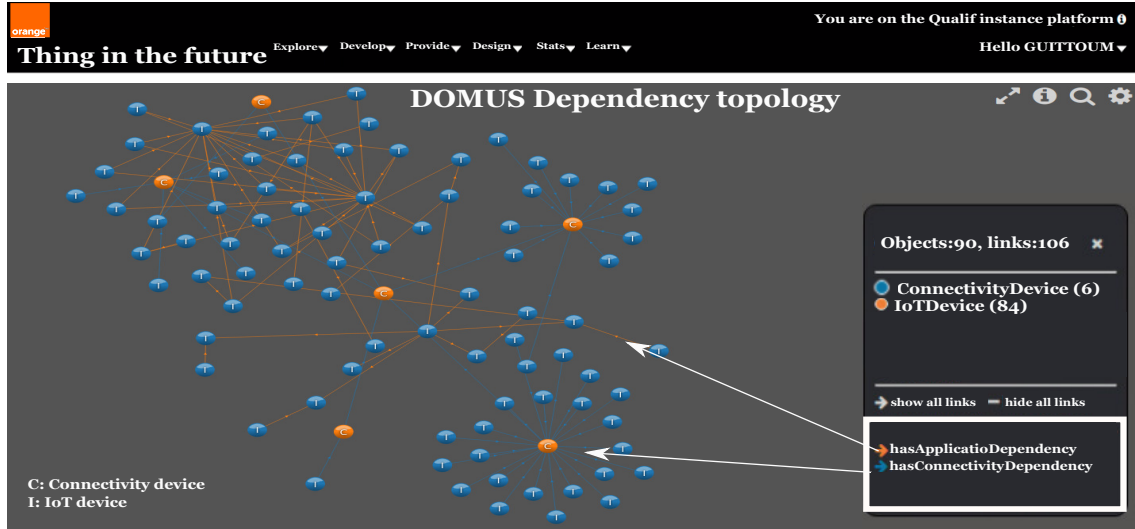 orange
You are on the Qualif instance platform i
Thing in the future Explore Develop Provide Design Stats Learn Hello GUITTOUM
DOMUS Dependency topology
Objects:90, links:106 ×
ConnectivityDevice (6)
IoTDevice (84)
show all links hide all links
hasApplicatioDependency
hasConnectivityDependency
C: Connectivity device
I: IoT device